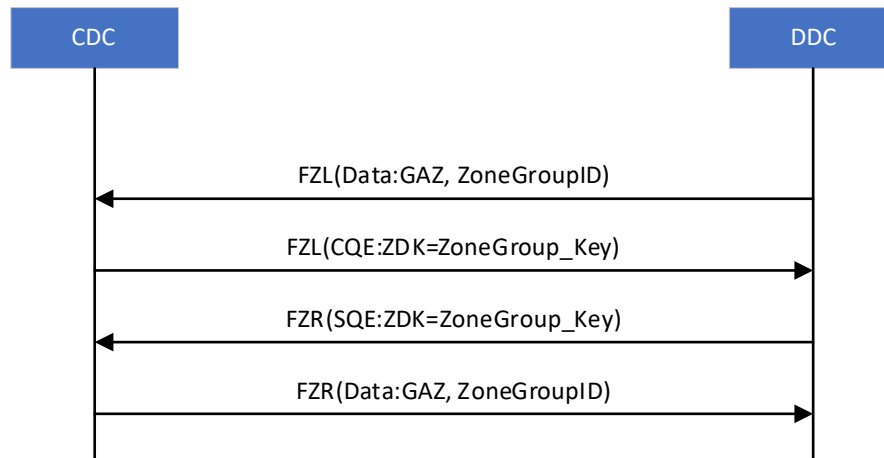 CDC
DDC
FZL(Data:GAZ, ZoneGroupID)
FZL(CQE:ZDK=ZoneGroup_Key)
FZR(SQE:ZDK=ZoneGroup_Key)
FZR(Data:GAZ, ZoneGroupID)